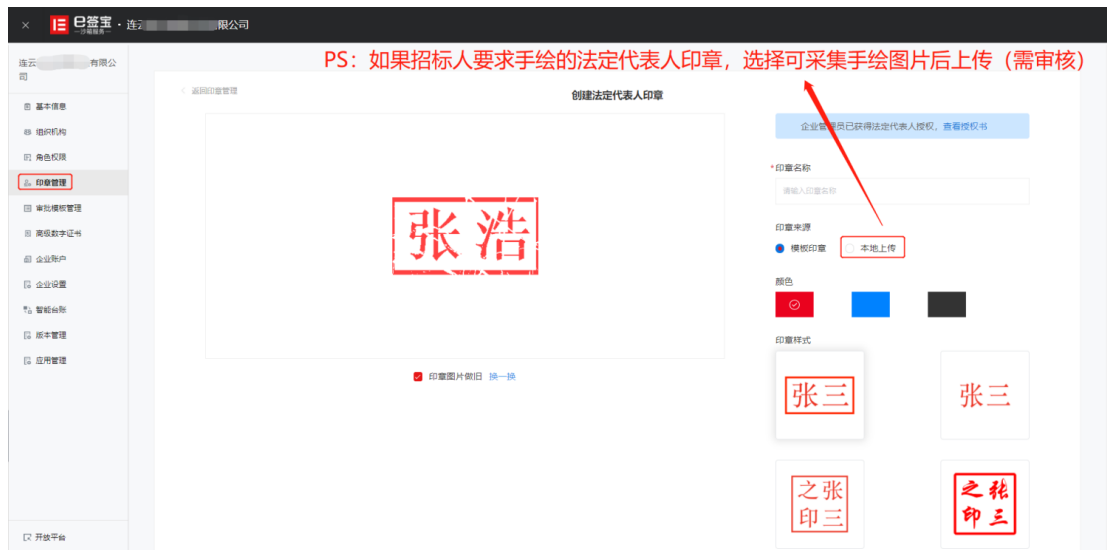 × e签宝 · 连云 限公司
—沙箱服务—
连云 有限公司
PS：如果招标人要求手绘的法定代表人印章，选择可采集手绘图片后上传（需审核）
< 返回印章管理
创建法定代表人印章
基本信息
组织机构
角色权限
印章管理
审批模板管理
高级数字证书
企业账户
企业设置
智能台账
版本管理
应用管理
开放平台
张浩
印章图片做旧 换一换
企业管理员已获得法定代表人授权，查看授权书
*印章名称
请输入印章名称
印章来源
模板印章 本地上传
颜色
印章样式
张三
张三
之张
印三
之张
印三